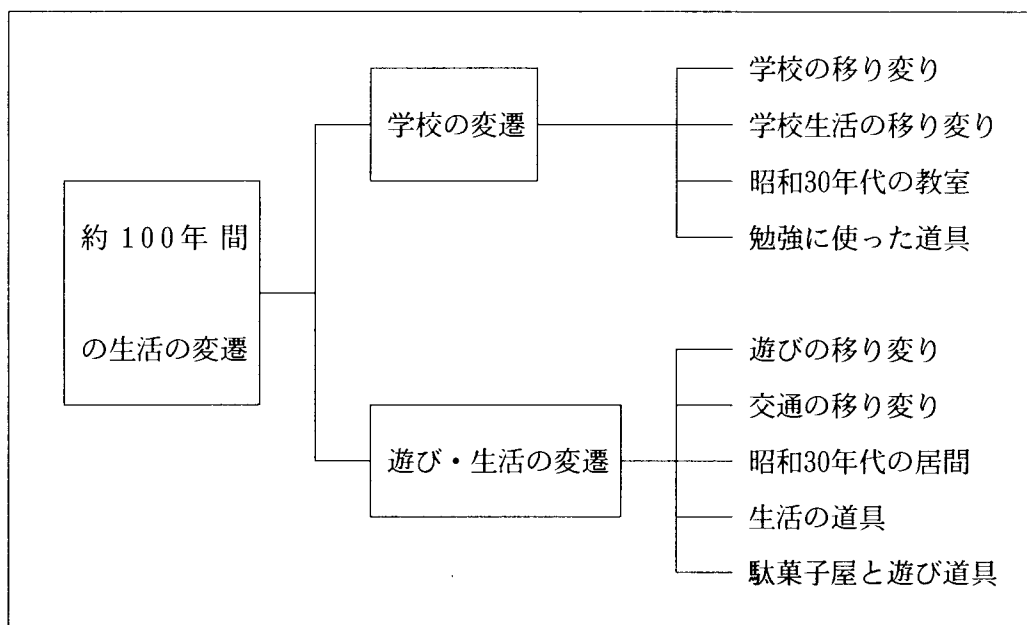 約100年間
の生活の変遷
学校の変遷
学校の移り変り
学校生活の移り変り
昭和30年代の教室
勉強に使った道具
遊び・生活の変遷
遊びの移り変り
交通の移り変り
昭和30年代の居間
生活の道具
駄菓子屋と遊び道具